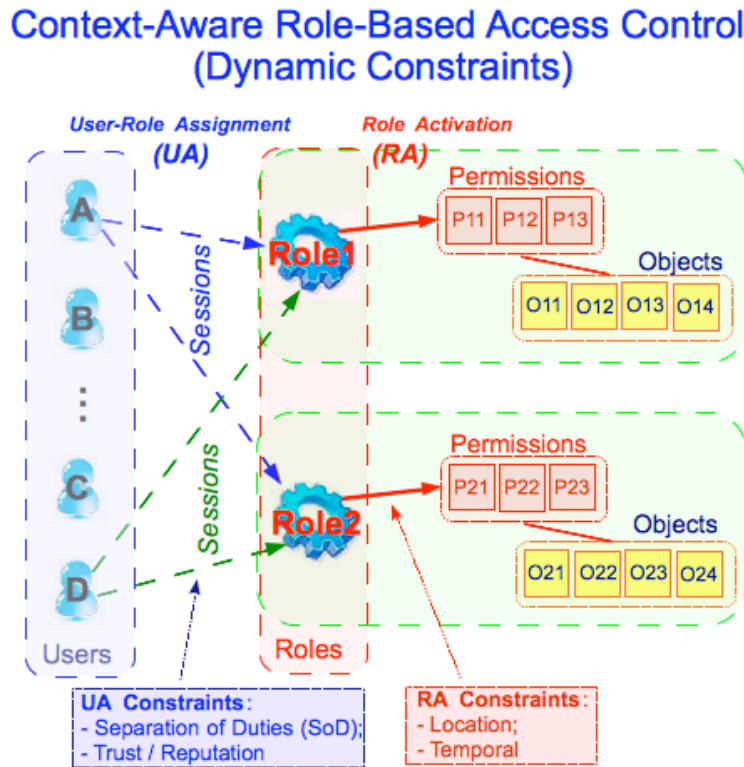 Context-Aware Role-Based Access Control
(Dynamic Constraints)
User-Role Assignment
(UA)
Role Activation
(RA)
Permissions
A
P11 P12 P13
Role1
Sessions
Objects
O11 O12 O13 O14
B
...
Permissions
C
P21 P22 P23
Role2
Sessions
Objects
O21 O22 O23 O24
D
Users
Roles
UA Constraints:
- Separation of Duties (SoD);
- Trust / Reputation
RA Constraints:
- Location;
- Temporal